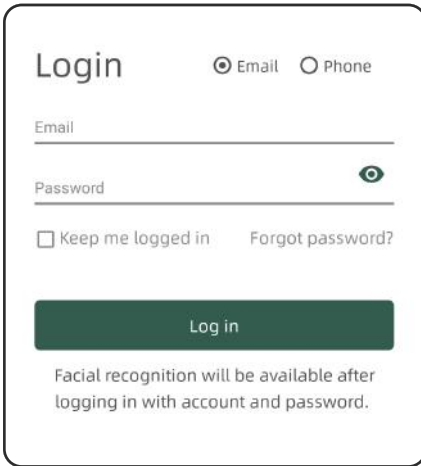 Login
Email Phone
Email
Password
Keep me logged in Forgot password?
Log in
Facial recognition will be available after
logging in with account and password.